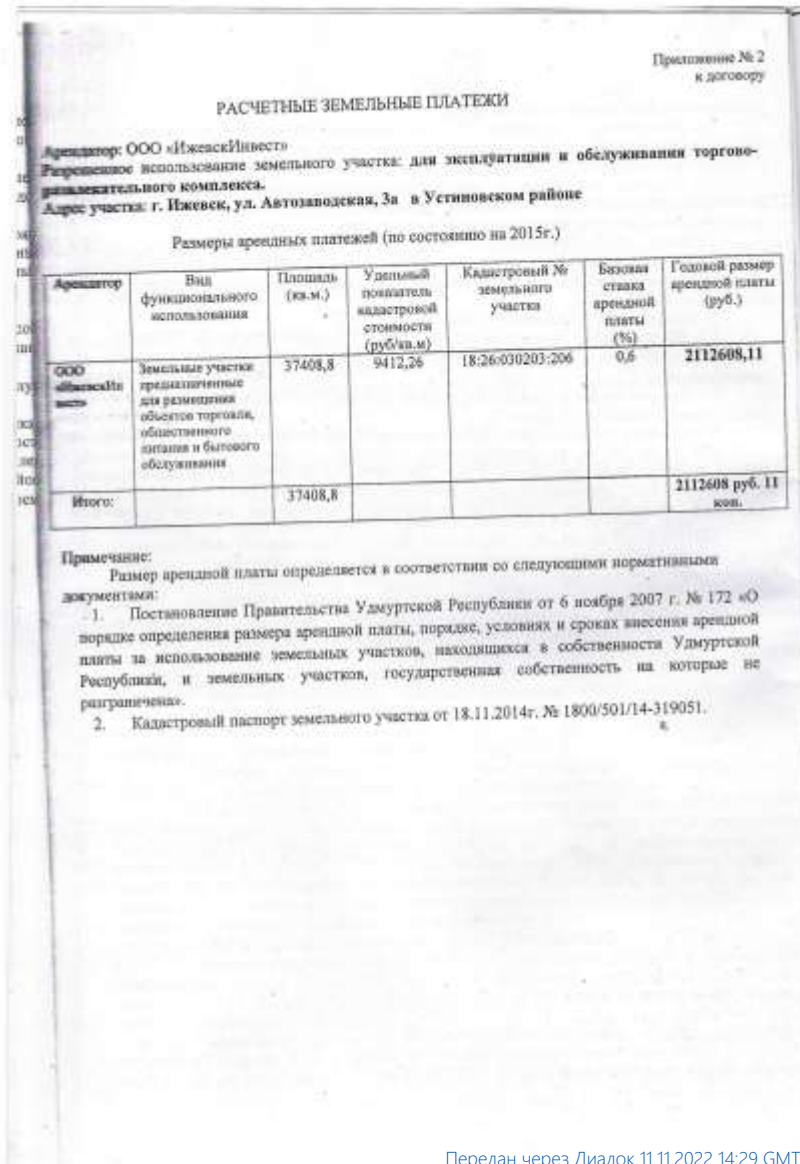 Приложение № 2
к договору
РАСЧЕТНЫЕ ЗЕМЕЛЬНЫЕ ПЛАТЕЖИ
Арендатор: ООО «ИжевскИнвест»
Разрешенное использование земельного участка: для эксплуатации и обслуживания торгово-
развлекательного комплекса.
Адрес участка: г. Ижевск, ул. Автозаводская, 3а в Устиновском районе
Размеры арендных платежей (по состоянию на 2015г.)
Арендатор
Вид
функционального
использования
Площадь
(кв.м.)
Удельный
показатель
кадастровой
стоимости
(руб/кв.м)
Кадастровый №
земельного
участка
Базовая
ставка
арендной
платы
(%)
Годовой размер
арендной платы
(руб.)
ООО
«ИжевскИн
вест»
Земельные участки
предназначенные
для размещения
объектов торговли,
общественного
питания и бытового
обслуживания
37408,8
9412,26
18:26:030203:206
0,6
2112608,11
Итого:
37408,8
2112608 руб. 11
коп.
Примечание:
Размер арендной платы определяется в соответствии со следующими нормативными
документами:
1. Постановление Правительства Удмуртской Республики от 6 ноября 2007 г. № 172 «О
порядке определения размера арендной платы, порядке, условиях и сроках внесения арендной
платы за использование земельных участков, находящихся в собственности Удмуртской
Республики, и земельных участков, государственная собственность на которые не
разграничена».
2. Кадастровый паспорт земельного участка от 18.11.2014г. № 1800/501/14-319051.
Передан через Диадок 11.11.2022 14:29 GMT